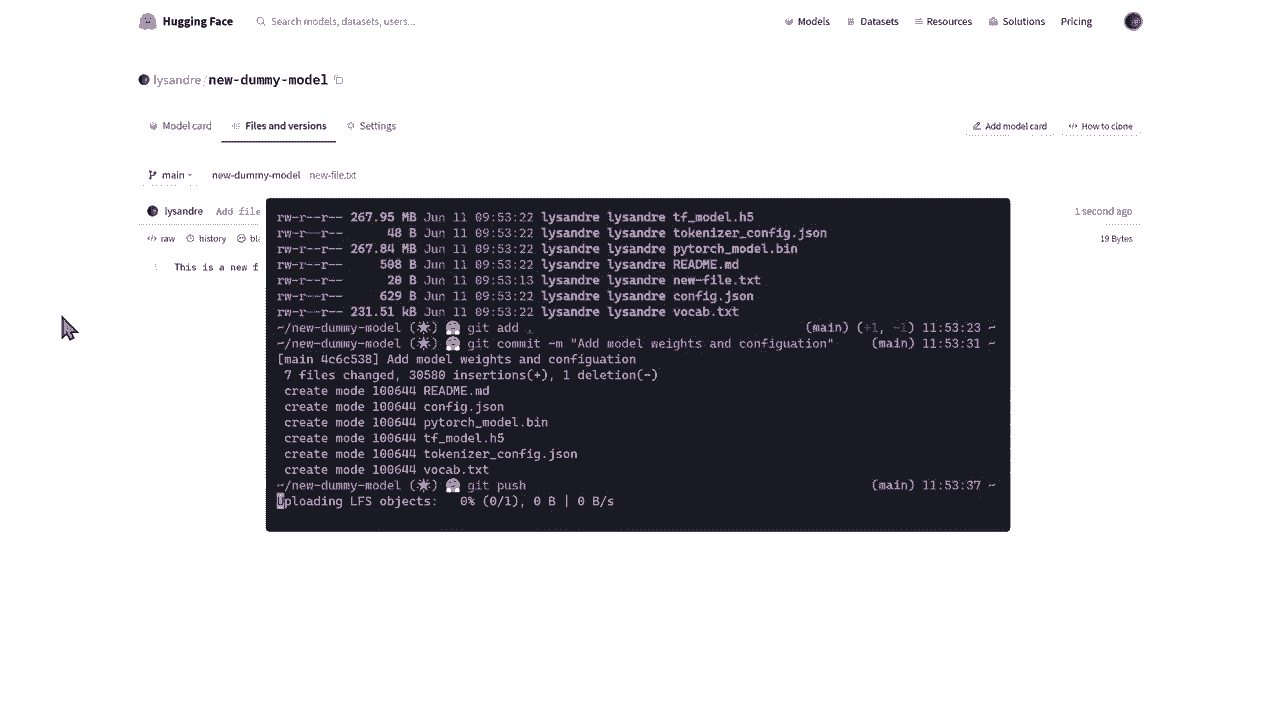 Hugging Face Search models, datasets, users... Models Datasets Resources Solutions Pricing
lysandre / new-dummy-model
Model card Files and versions Settings Add model card How to clone
main new-dummy-model new-file.txt
lysandre Add file 1 second ago
raw history bla 19 Bytes
This is a new f
rw-r--r-- 267.95 MB Jun 11 09:53:22 lysandre lysandre tf_model.h5
rw-r--r-- 48 B Jun 11 09:53:22 lysandre lysandre tokenizer_config.json
rw-r--r-- 267.84 MB Jun 11 09:53:22 lysandre lysandre pytorch_model.bin
rw-r--r-- 508 B Jun 11 09:53:22 lysandre lysandre README.md
rw-r--r-- 20 B Jun 11 09:53:13 lysandre lysandre new-file.txt
rw-r--r-- 629 B Jun 11 09:53:22 lysandre lysandre config.json
rw-r--r-- 231.51 kB Jun 11 09:53:22 lysandre lysandre vocab.txt
~/new-dummy-model (✷) 🤗 git add . (main) (+1, ~1) 11:53:23 ~
~/new-dummy-model (✷) 🤗 git commit -m "Add model weights and configuation" (main) 11:53:31 ~
[main 4c6c538] Add model weights and configuation
7 files changed, 30580 insertions(+), 1 deletion(-)
create mode 100644 README.md
create mode 100644 config.json
create mode 100644 pytorch_model.bin
create mode 100644 tf_model.h5
create mode 100644 tokenizer_config.json
create mode 100644 vocab.txt
~/new-dummy-model (✷) 🤗 git push (main) 11:53:37 ~
Uploading LFS objects: 0% (0/1), 0 B | 0 B/s